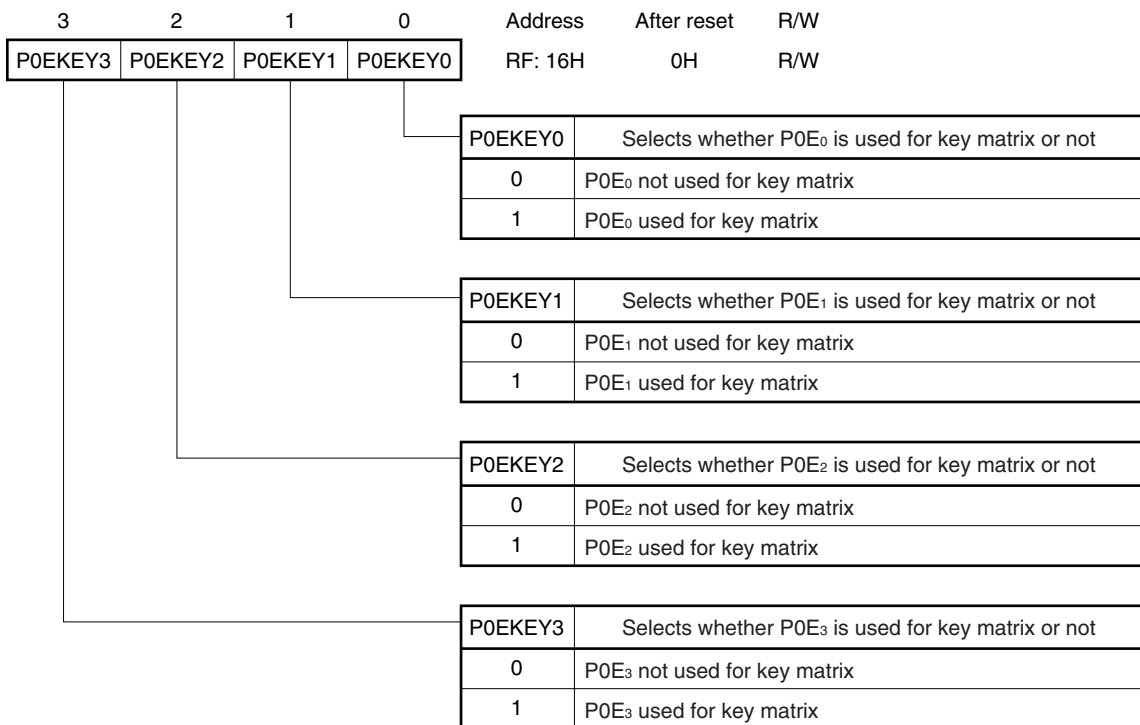 3 2 1 0 Address After reset R/W
P0EKEY3 P0EKEY2 P0EKEY1 P0EKEY0 RF: 16H 0H R/W
P0EKEY0 Selects whether P0E₀ is used for key matrix or not
0 P0E₀ not used for key matrix
1 P0E₀ used for key matrix
P0EKEY1 Selects whether P0E₁ is used for key matrix or not
0 P0E₁ not used for key matrix
1 P0E₁ used for key matrix
P0EKEY2 Selects whether P0E₂ is used for key matrix or not
0 P0E₂ not used for key matrix
1 P0E₂ used for key matrix
P0EKEY3 Selects whether P0E₃ is used for key matrix or not
0 P0E₃ not used for key matrix
1 P0E₃ used for key matrix